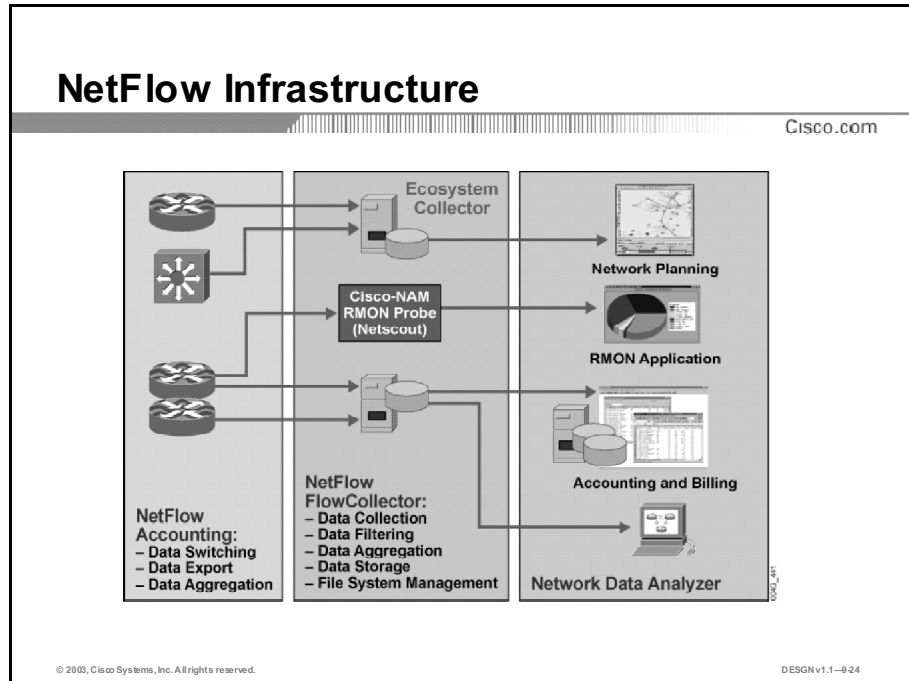 NetFlow Infrastructure
Cisco.com
Ecosystem
Collector
Network Planning
Cisco-NAM
RMON Probe
(Netscout)
RMON Application
Accounting and Billing
NetFlow
Accounting:
– Data Switching
– Data Export
– Data Aggregation
NetFlow
FlowCollector:
– Data Collection
– Data Filtering
– Data Aggregation
– Data Storage
– File System Management
Network Data Analyzer
© 2003, Cisco Systems, Inc. All rights reserved.
DESGN v1.1—9-24